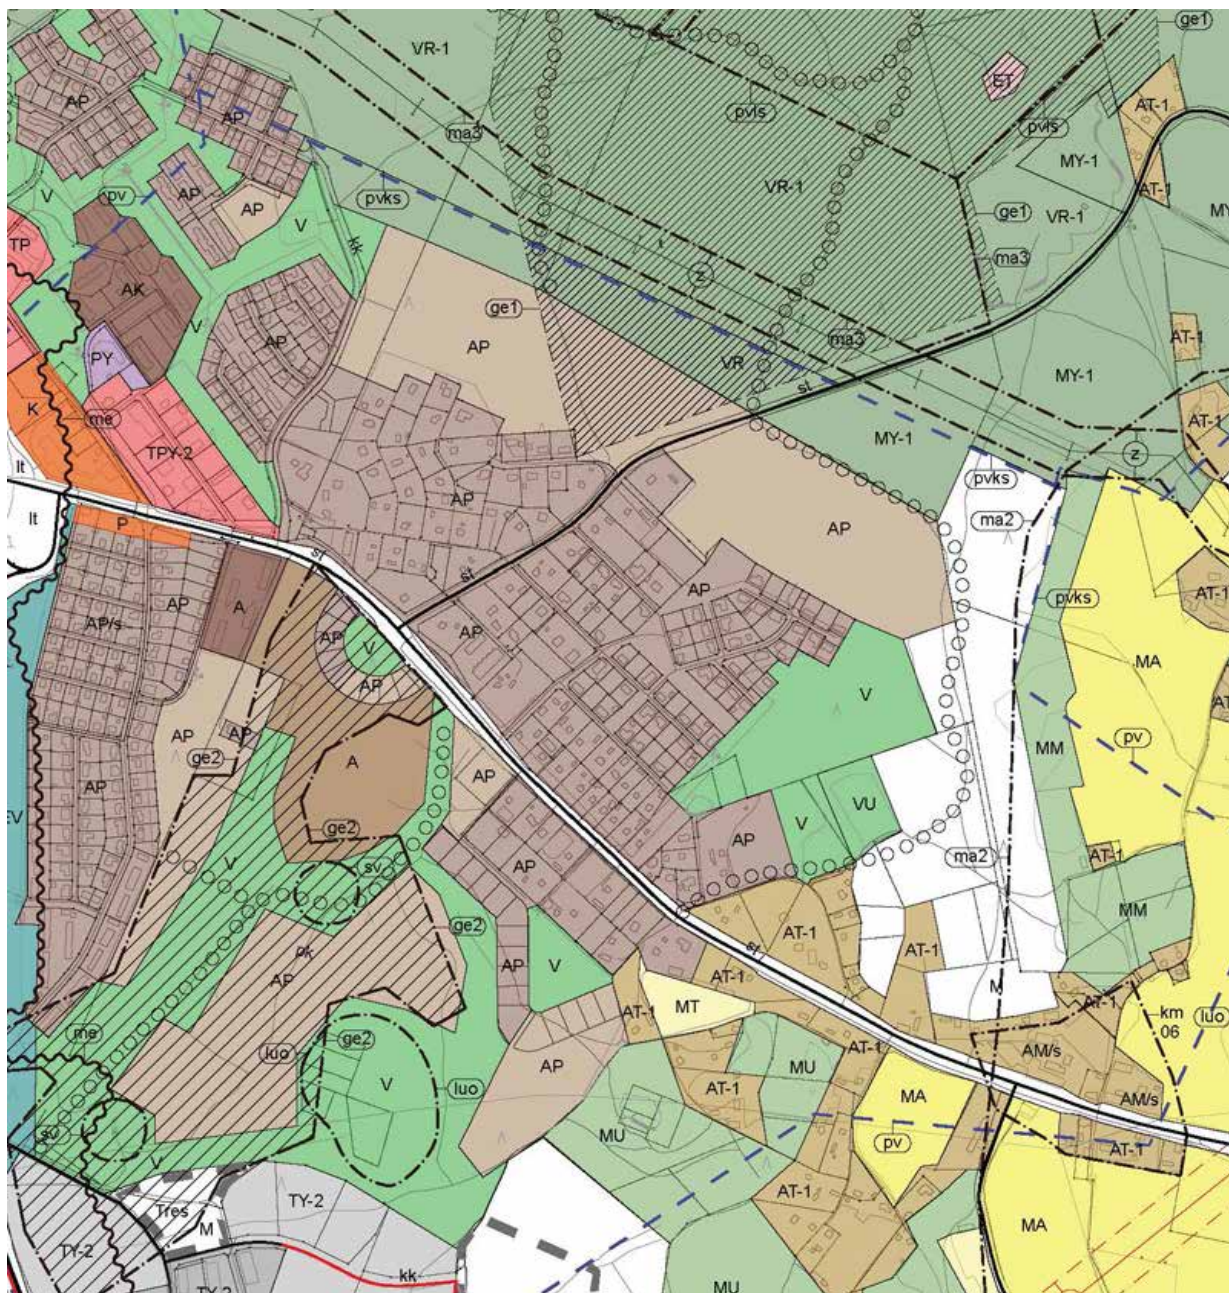 ge1
VR-1
ET
AP
AP
AT-1
pvls
pvls
ma3
MY-1
VR-1
AP
V
pv
AP
pvks
AT-1
ge1
VR-1
MY
V
kk
t
TP
ma3
z
AK
V
ge1
PY
AP
AP
VR
ma3
AT-1
st
MY-1
K
me
AT-1
TPY-2
MY-1
z
lt
AP
pvks
lt
P
ma2
AP
st
st
AP
AT-1
A
AP
AP
pvks
AP/s
AP
V
MA
AP
V
AP
AP
AT
ge2
pv
MM
A
AP
AP
VU
V
ge2
AP
ma2
AT-1
V
sv
AP
MM
ge2
AT-1
st
AT-1
pk
AP
AP
V
AT-1
M
AT-1
me
AT-1
MT
km
06
luo
ge2
AT-1
AM/s
luo
V
luo
AP
MU
AT-1
MA
AM/s
sv
MU
pv
AT-1
V
AT-1
TY-2
Tres
M
MA
TY-2
kk
TY-2
MU